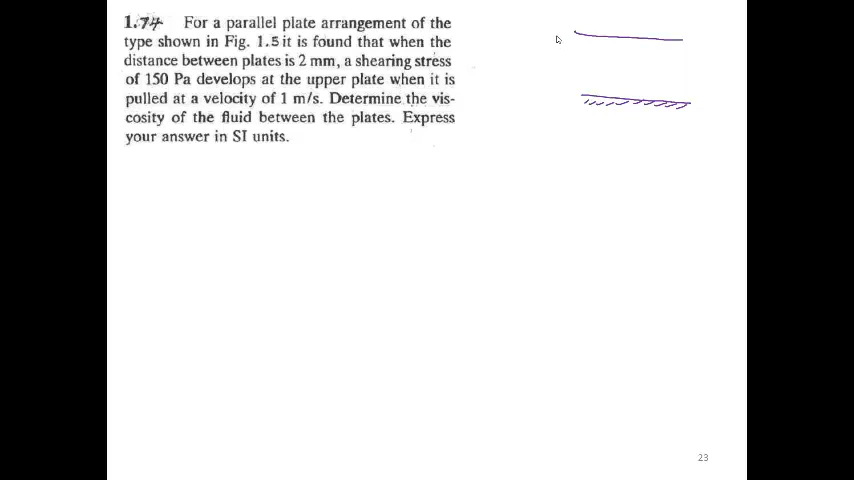 1.74 For a parallel plate arrangement of the
type shown in Fig. 1.5 it is found that when the
distance between plates is 2 mm, a shearing stress
of 150 Pa develops at the upper plate when it is
pulled at a velocity of 1 m/s. Determine the vis-
cosity of the fluid between the plates. Express
your answer in SI units.
23